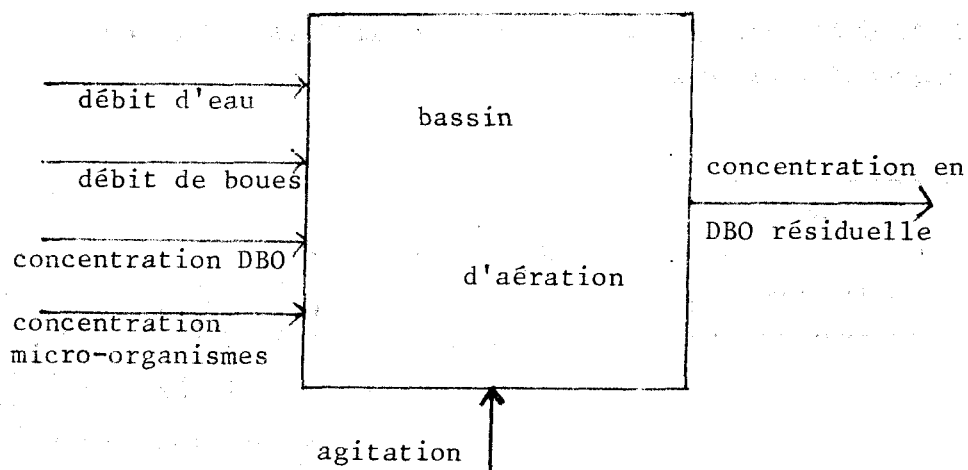 débit d'eau
débit de boues
concentration DBO
concentration
micro-organismes
bassin
d'aération
agitation
concentration en
DBO résiduelle